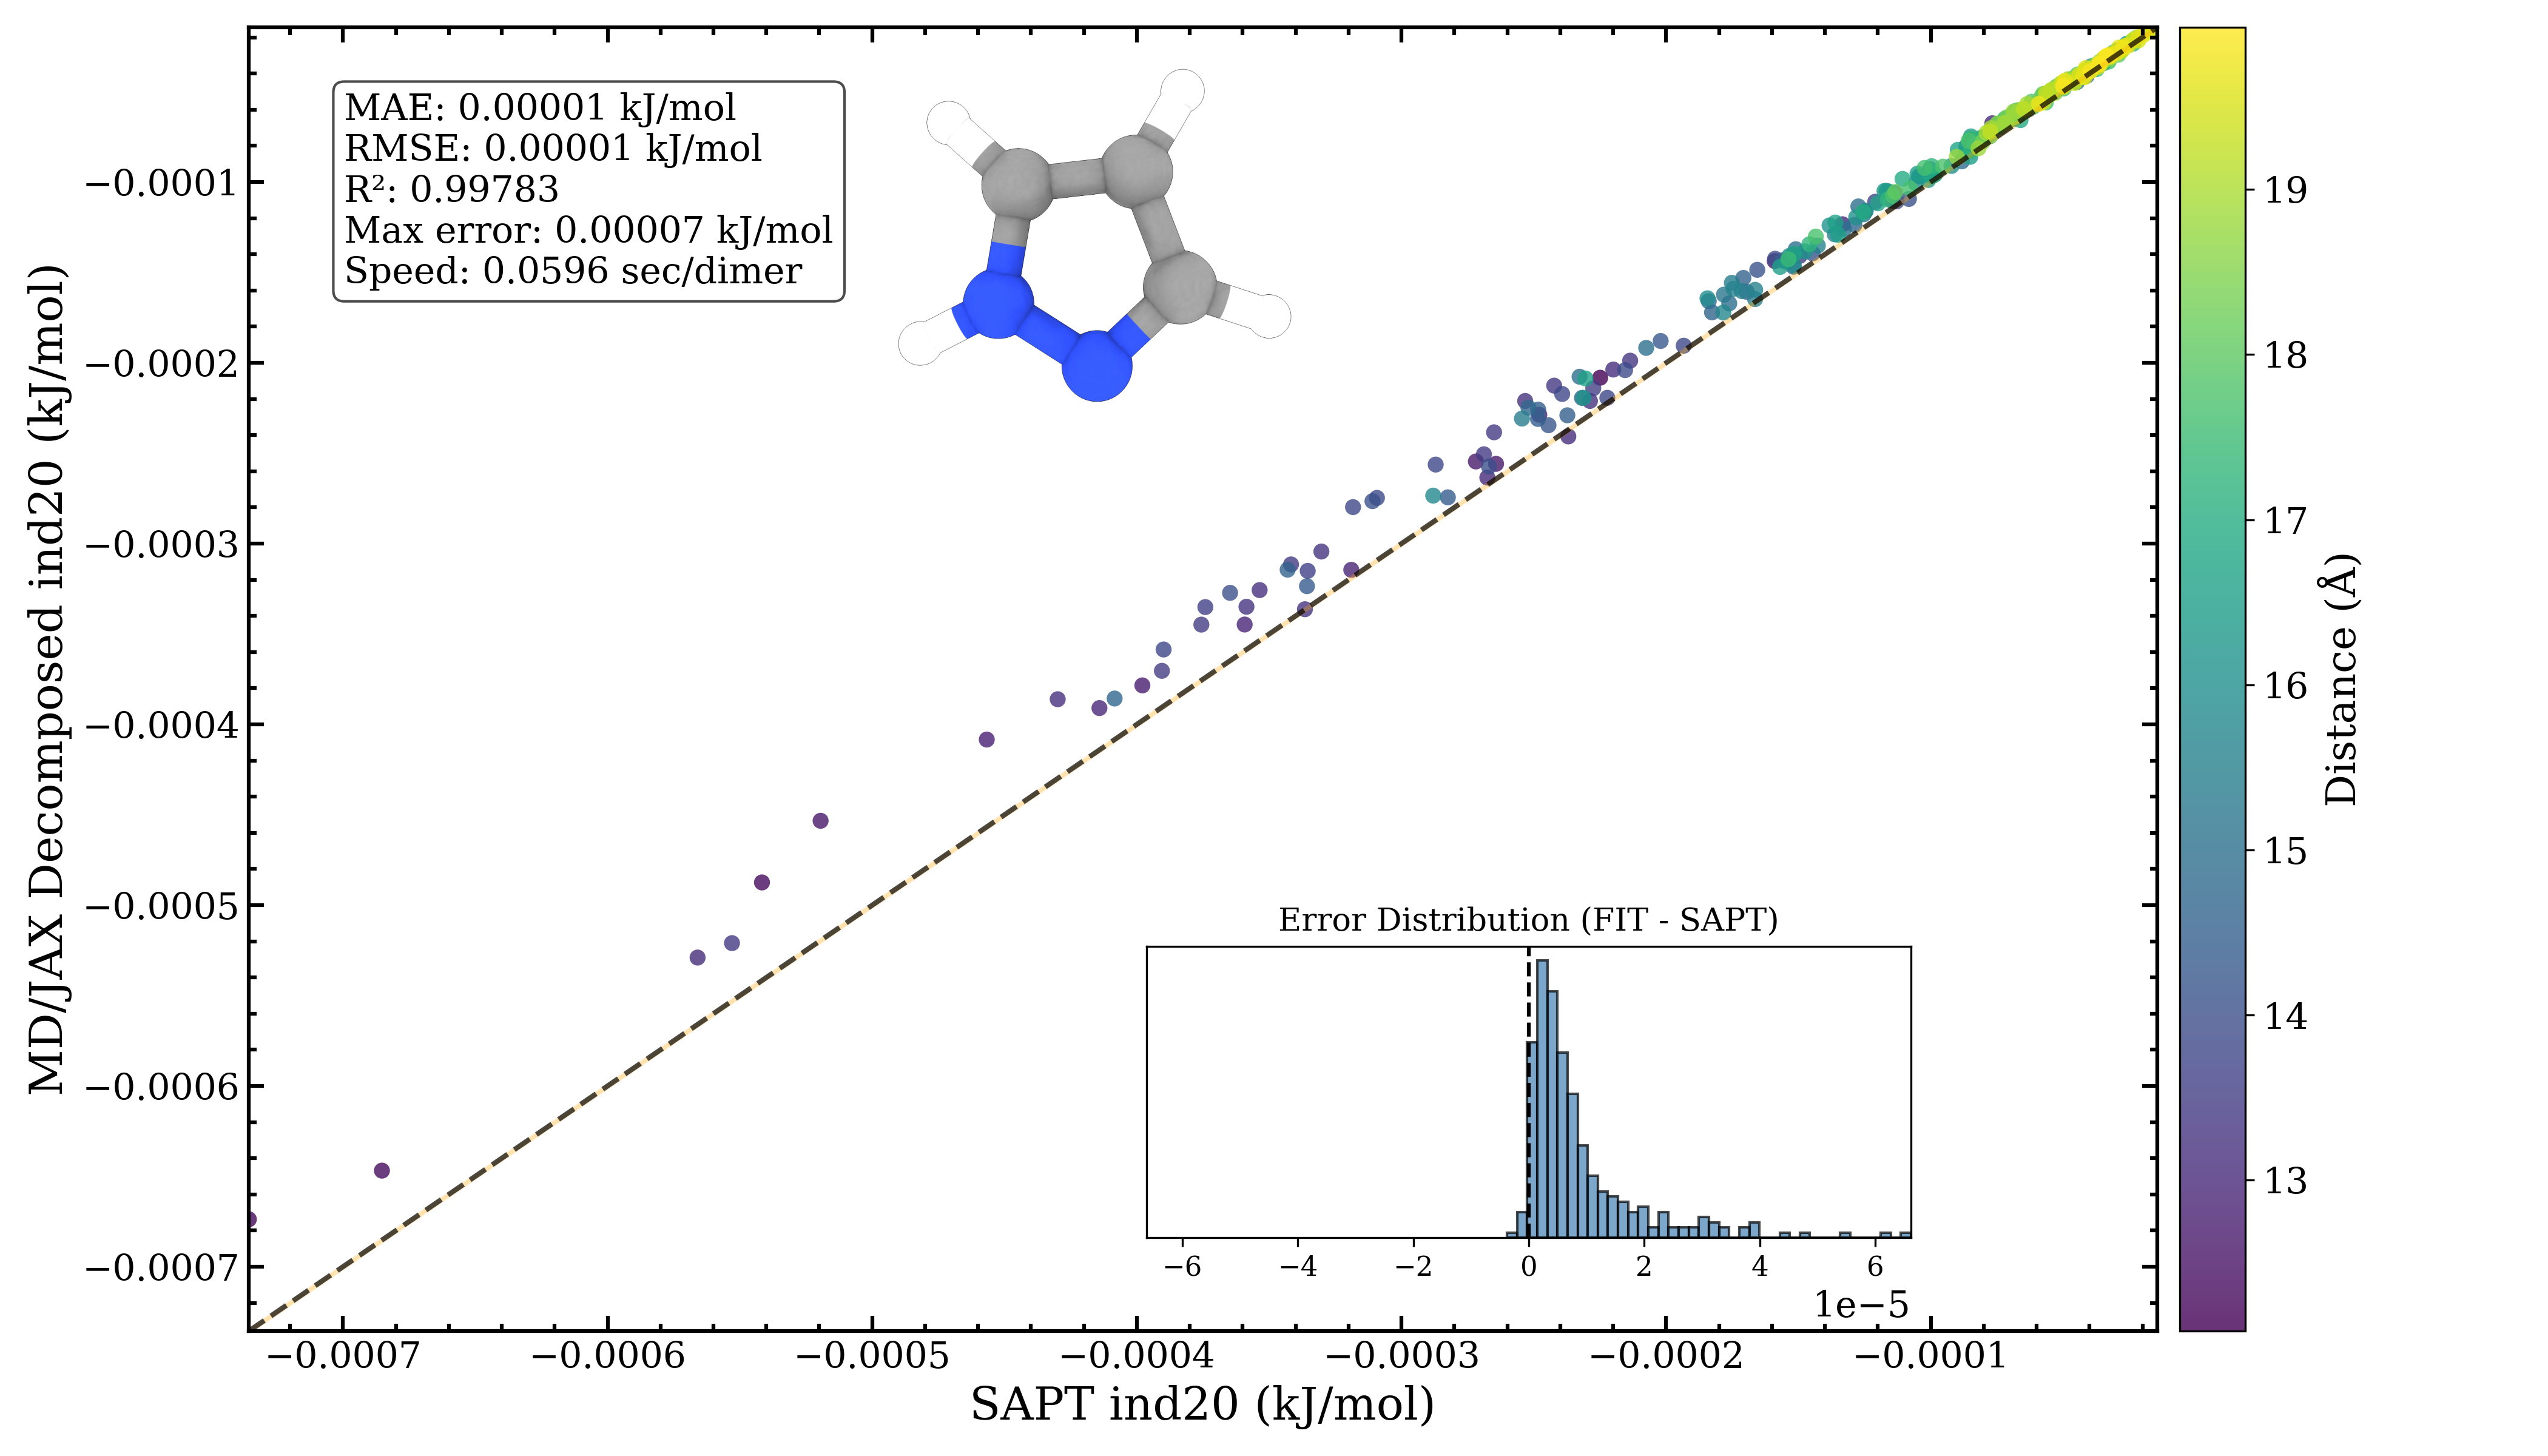 MAE: 0.00001 kJ/mol
RMSE: 0.00001 kJ/mol
R²: 0.99783
Max error: 0.00007 kJ/mol
Speed: 0.0596 sec/dimer
MD/JAX Decomposed ind20 (kJ/mol)
−0.0001
−0.0002
−0.0003
−0.0004
−0.0005
−0.0006
−0.0007
−0.0007 −0.0006 −0.0005 −0.0004 −0.0003 −0.0002 −0.0001
SAPT ind20 (kJ/mol)
Error Distribution (FIT - SAPT)
−6 −4 −2 0 2 4 6
1e−5
19
18
17
16
15
14
13
Distance (Å)